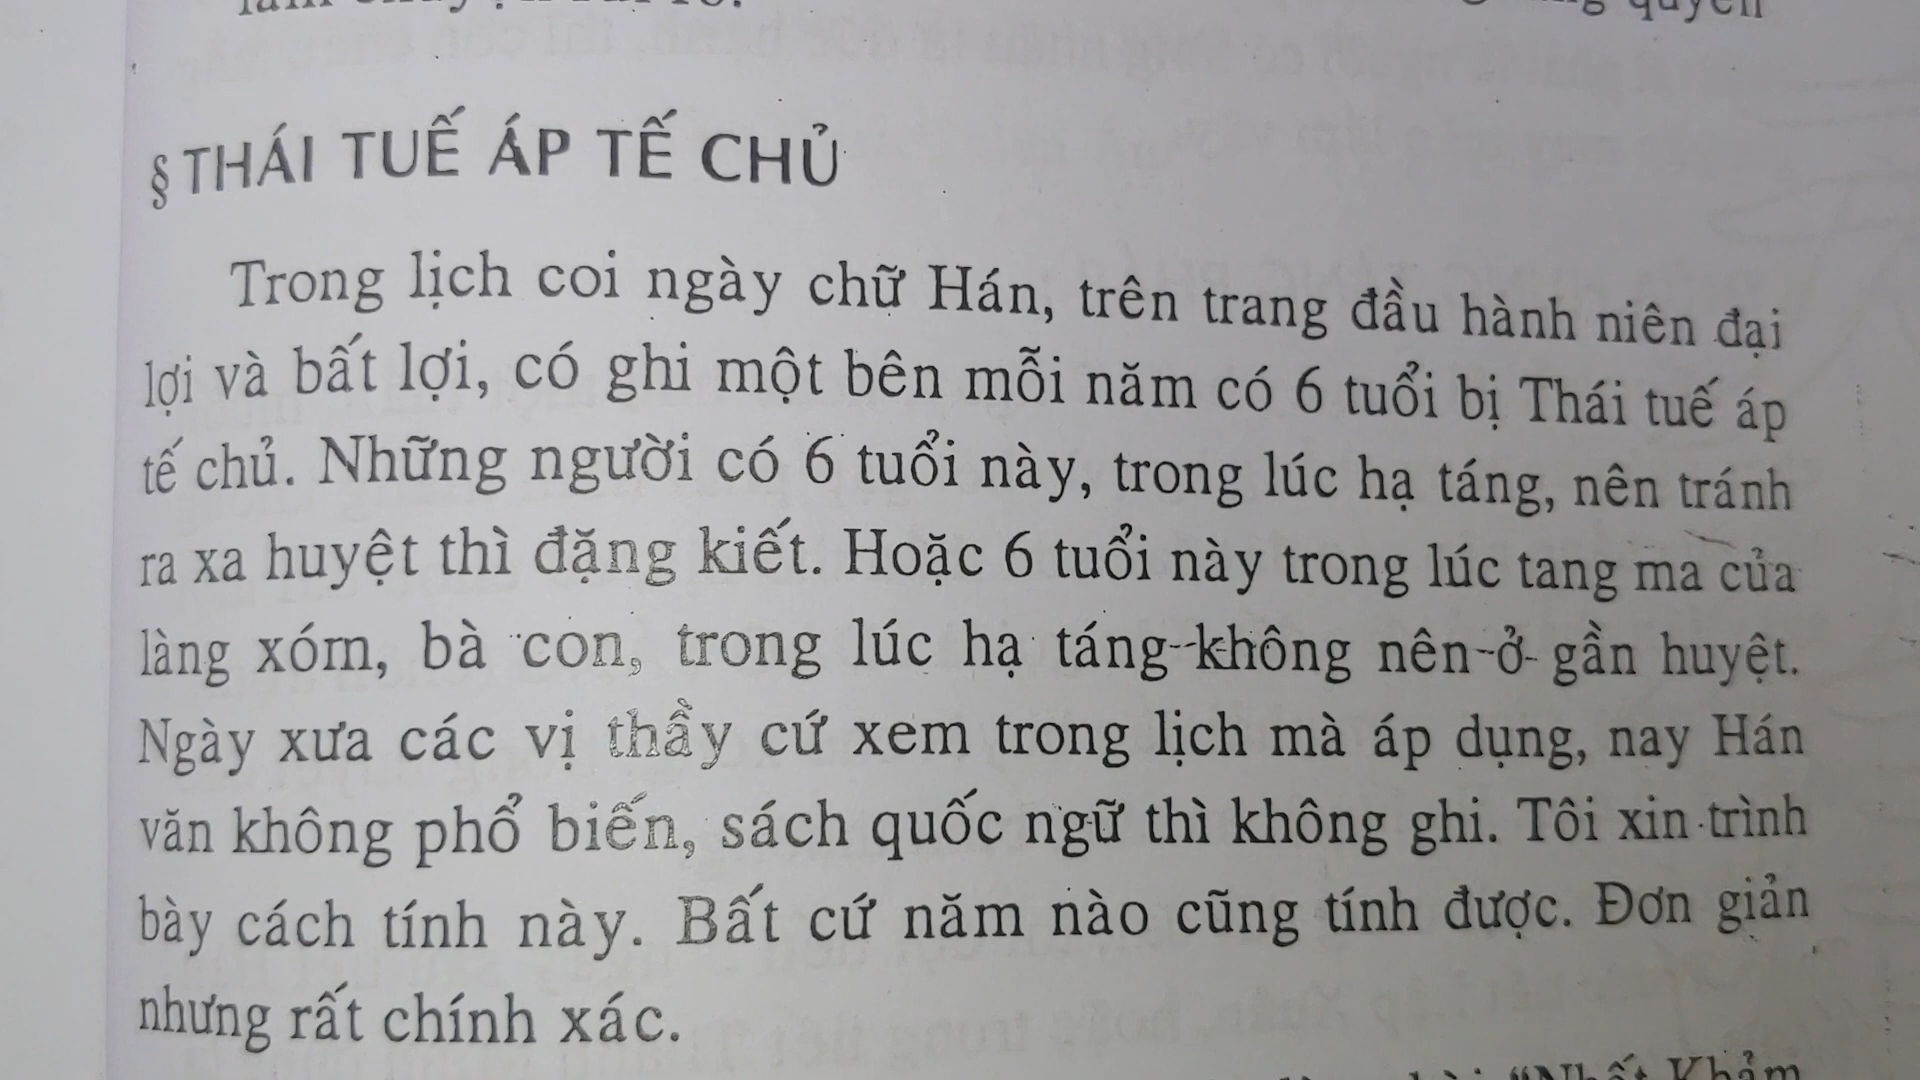 § THÁI TUẾ ÁP TẾ CHỦ
Trong lịch coi ngày chữ Hán, trên trang đầu hành niên đại
lợi và bất lợi, có ghi một bên mỗi năm có 6 tuổi bị Thái tuế áp
tế chủ. Những người có 6 tuổi này, trong lúc hạ táng, nên tránh
ra xa huyệt thì đặng kiết. Hoặc 6 tuổi này trong lúc tang ma của
làng xóm, bà con, trong lúc hạ táng không nên ở gần huyệt.
Ngày xưa các vị thầy cứ xem trong lịch mà áp dụng, nay Hán
văn không phổ biến, sách quốc ngữ thì không ghi. Tôi xin trình
bày cách tính này. Bất cứ năm nào cũng tính được. Đơn giản
nhưng rất chính xác.
"Nhất Khảm